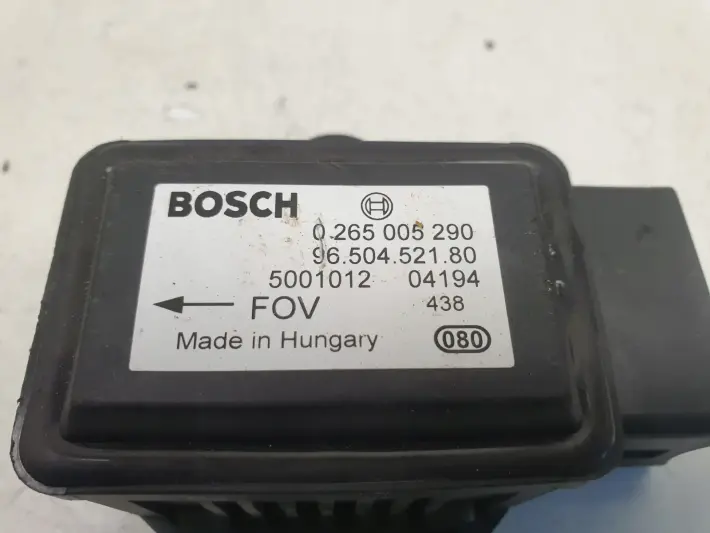 BOSCH
0.265 005 290
96.504.521.80
5001012 04194
FOV 438
Made in Hungary 080